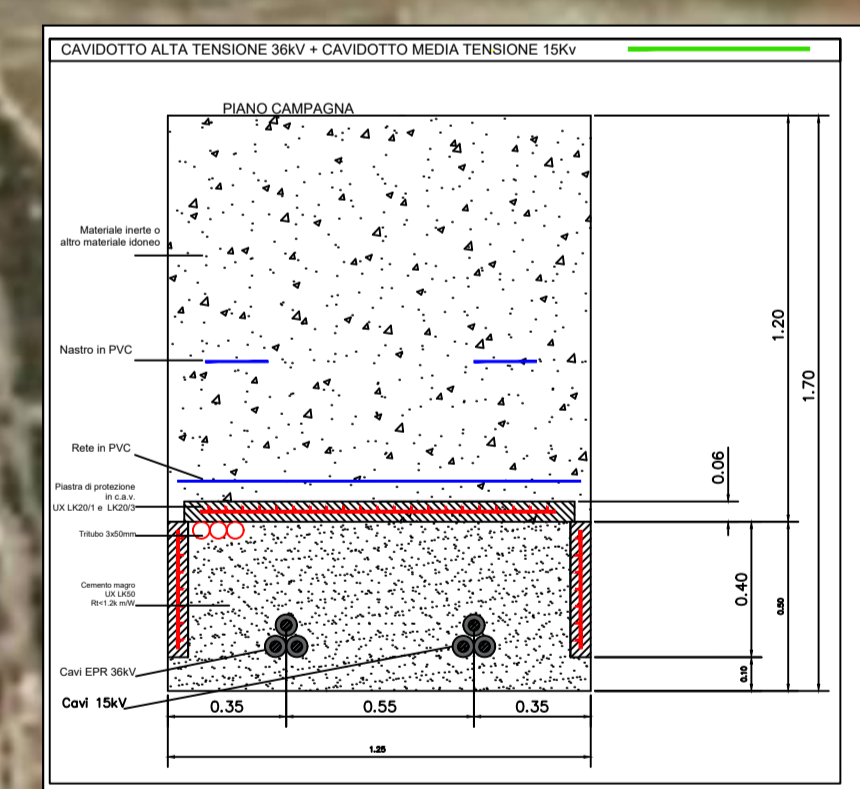 CAVIDOTTO ALTA TENSIONE 36kV + CAVIDOTTO MEDIA TENSIONE 15Kv
PIANO CAMPAGNA
Materiale inerte o
altro materiale idoneo
Nastro in PVC
Rete in PVC
Piastra di protezione
in c.a.v.
UX LK20/1 e LK20/3
Tritubo 3x50mm
Cemento magro
UX LK50
Rt<1.2k m/W
Cavi EPR 36kV
Cavi 15kV
1.20
1.70
0.06
0.40
0.50
0.10
0.35
0.55
0.35
1.25